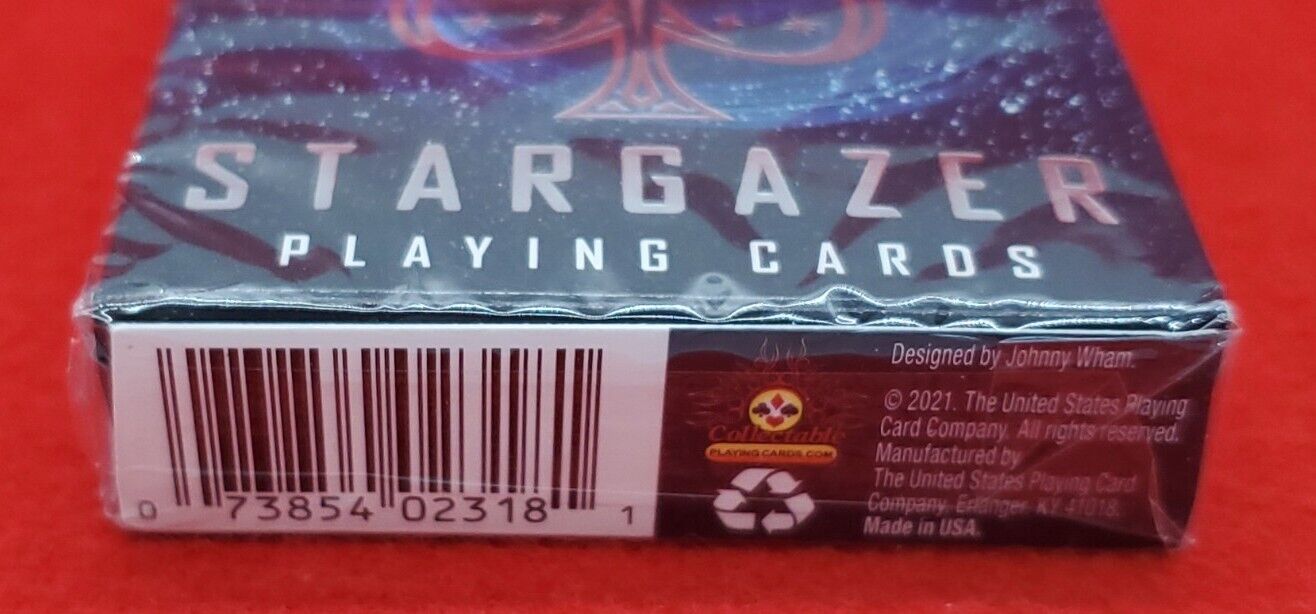 STARGAZER
PLAYING CARDS
0 73854 02318 1
Collectable
PLAYINGCARDS.COM
Designed by Johnny Wham.
© 2021. The United States Playing
Card Company. All rights reserved.
Manufactured by
The United States Playing Card
Company. Erlanger, KY 41018.
Made in USA.